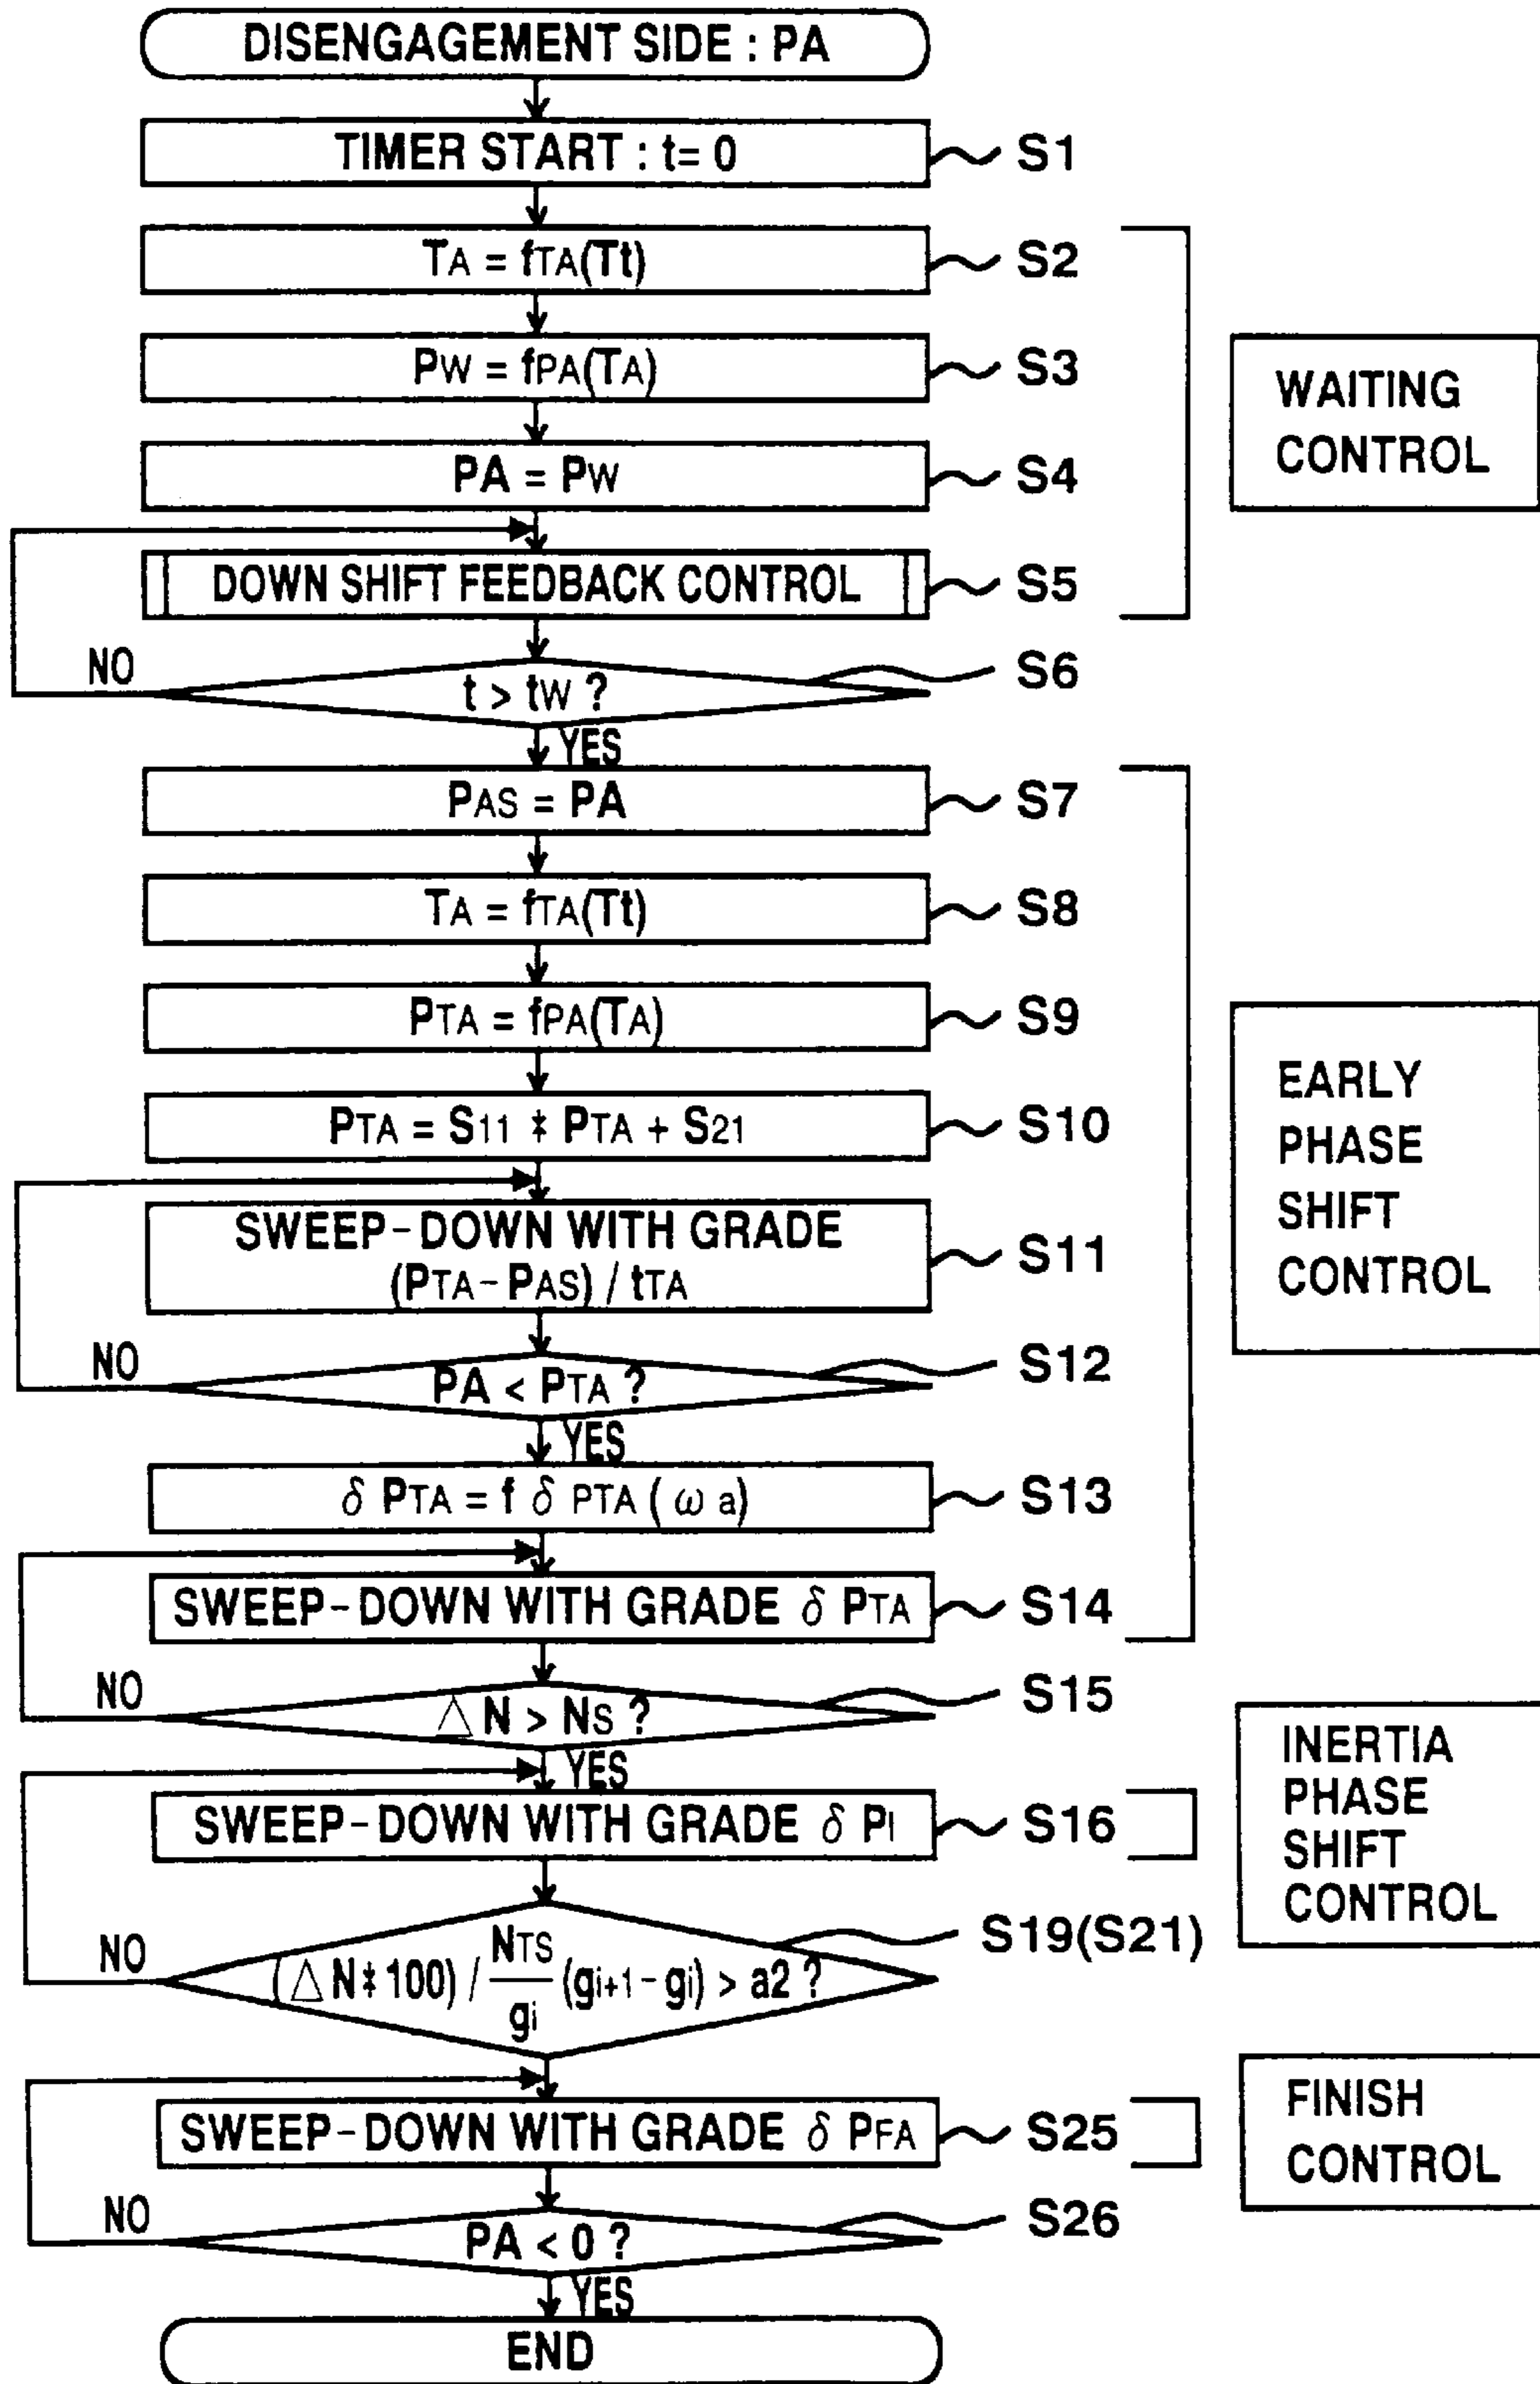 DISENGAGEMENT SIDE : PA
TIMER START : t= 0
S1
TA = fTA(Tt)
S2
PW = fPA(TA)
S3
PA = PW
S4
DOWN SHIFT FEEDBACK CONTROL
S5
WAITING
CONTROL
NO
t > tW ?
S6
YES
PAS = PA
S7
TA = fTA(Tt)
S8
PTA = fPA(TA)
S9
PTA = S11 * PTA + S21
S10
SWEEP-DOWN WITH GRADE
(PTA - PAS) / tTA
S11
NO
PA < PTA ?
S12
YES
δ PTA = f δ PTA ( ω a)
S13
SWEEP-DOWN WITH GRADE δ PTA
S14
EARLY
PHASE
SHIFT
CONTROL
NO
△ N > NS ?
S15
YES
SWEEP-DOWN WITH GRADE δ PI
S16
INERTIA
PHASE
SHIFT
CONTROL
NO
(△ N * 100) / NTS/gi (gi+1 - gi) > a2 ?
S19(S21)
SWEEP-DOWN WITH GRADE δ PFA
S25
FINISH
CONTROL
NO
PA < 0 ?
S26
YES
END